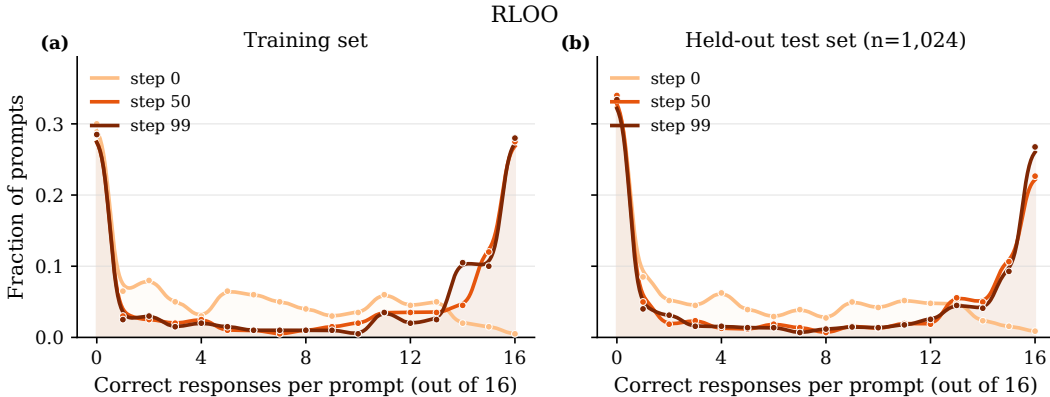 RLOO
(a)
Training set
step 0
step 50
step 99
Fraction of prompts
0.3
0.2
0.1
0.0
0
4
8
12
16
Correct responses per prompt (out of 16)
(b)
Held-out test set (n=1,024)
step 0
step 50
step 99
0
4
8
12
16
Correct responses per prompt (out of 16)